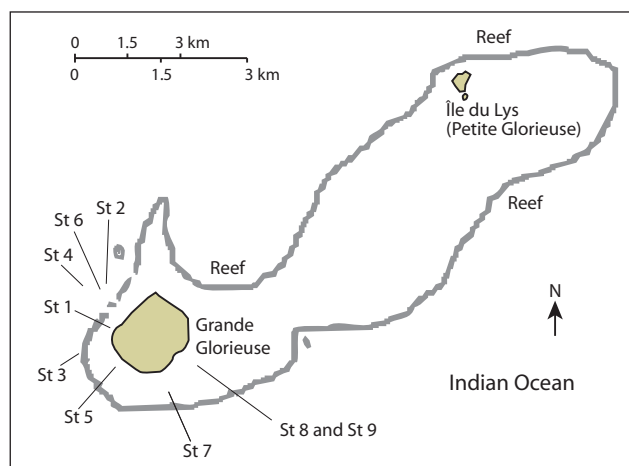 0 1.5 3 km
0 1.5 3 km
Reef
Île du Lys
(Petite Glorieuse)
Reef
St 2
St 6
St 4
Reef
N
St 1
Grande
Glorieuse
St 3
Indian Ocean
St 5
St 8 and St 9
St 7